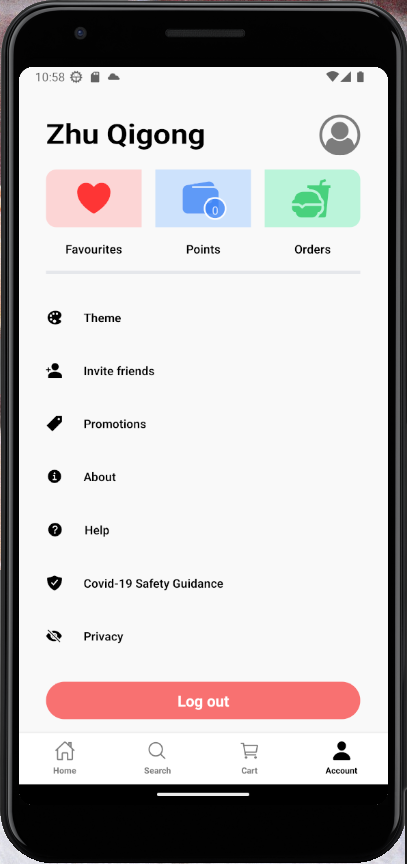 10:58
Zhu Qigong
0
Favourites Points Orders
Theme
Invite friends
Promotions
About
Help
Covid-19 Safety Guidance
Privacy
Log out
Home Search Cart Account